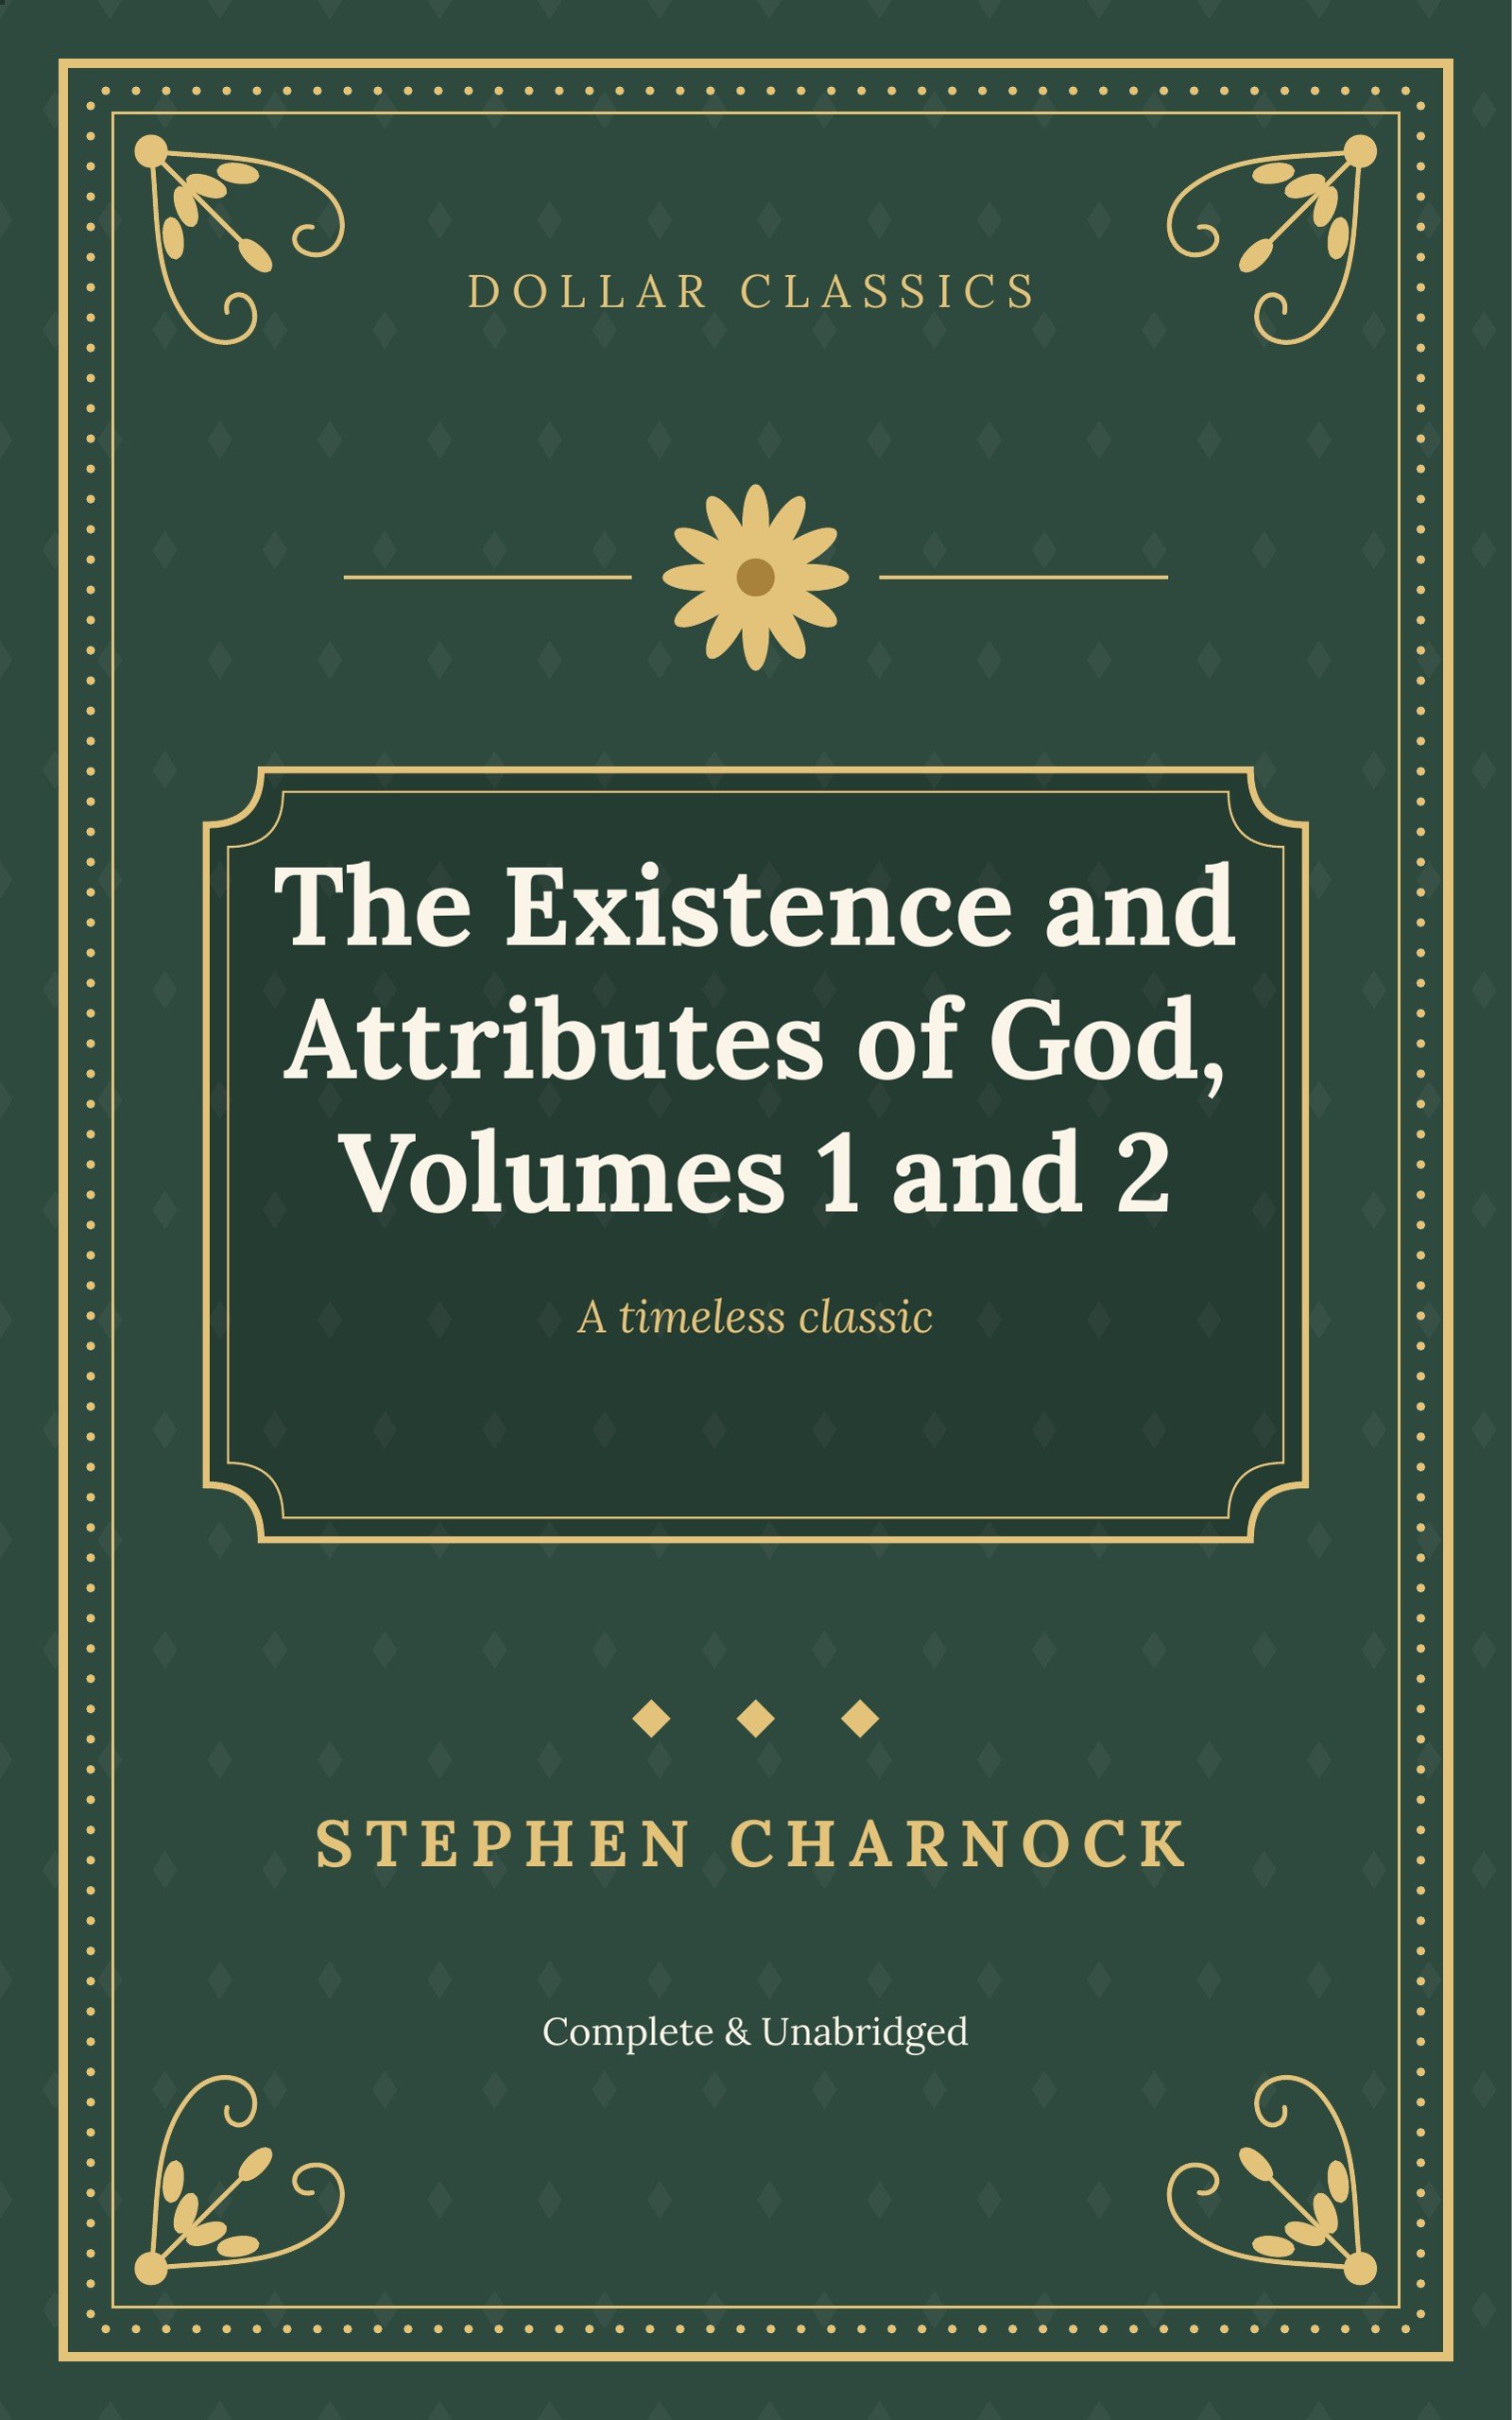 DOLLAR CLASSICS
The Existence and
Attributes of God,
Volumes 1 and 2
A timeless classic
STEPHEN CHARNOCK
Complete & Unabridged